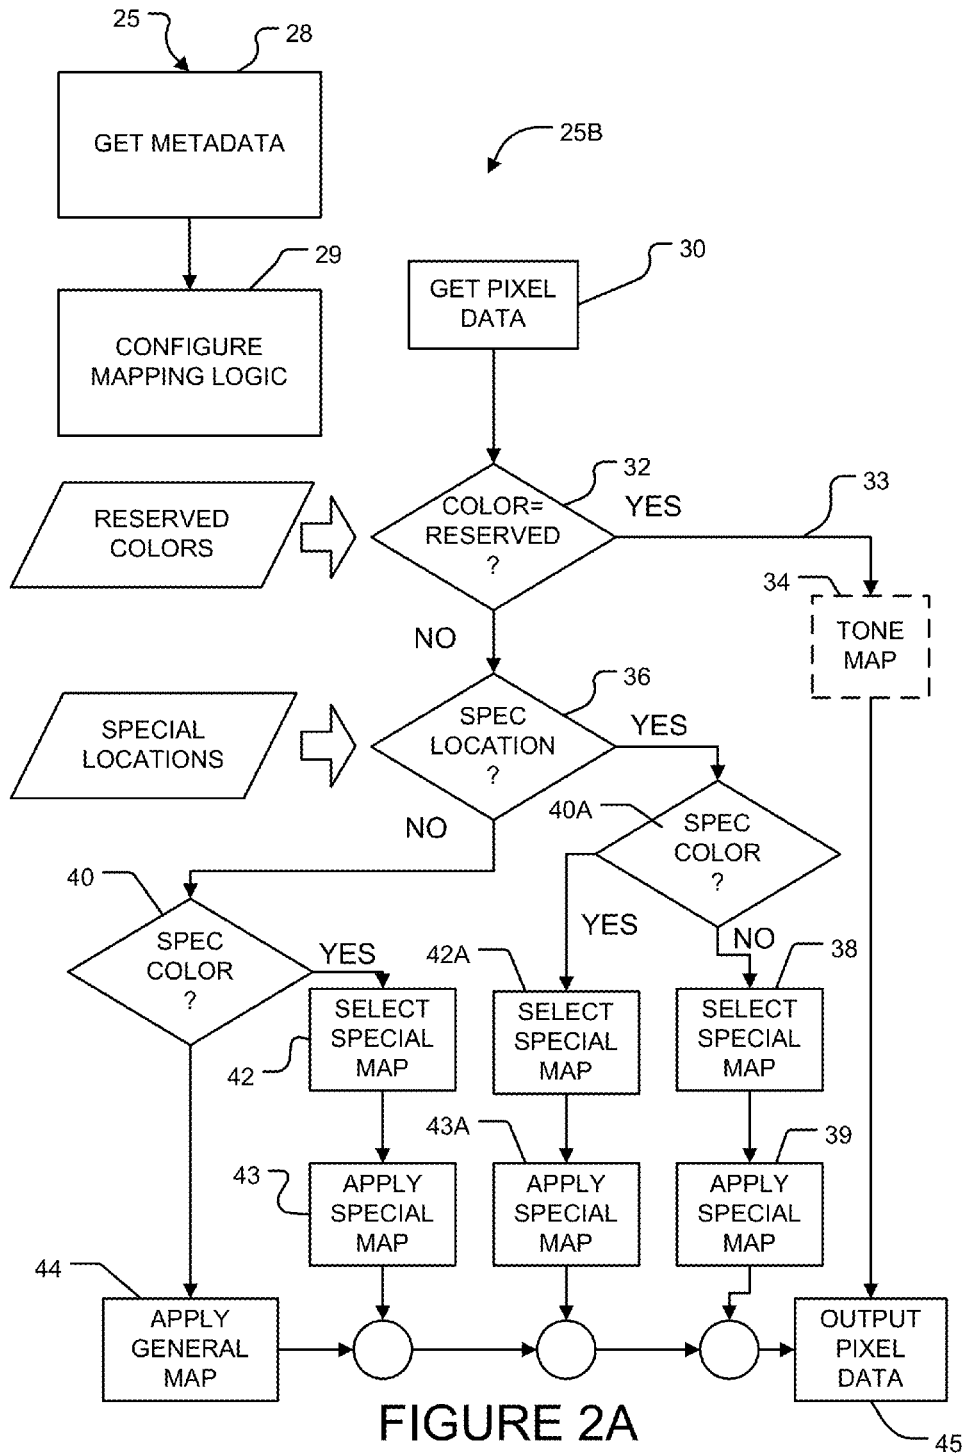 25
28
GET METADATA
25B
29
CONFIGURE
MAPPING LOGIC
30
GET PIXEL
DATA
RESERVED
COLORS
32
COLOR=
RESERVED
?
YES
33
34
TONE
MAP
NO
SPECIAL
LOCATIONS
36
SPEC
LOCATION
?
YES
NO
40A
SPEC
COLOR
?
40
SPEC
COLOR
?
YES
YES
NO
42
SELECT
SPECIAL
MAP
42A
SELECT
SPECIAL
MAP
38
SELECT
SPECIAL
MAP
43
APPLY
SPECIAL
MAP
43A
APPLY
SPECIAL
MAP
39
APPLY
SPECIAL
MAP
44
APPLY
GENERAL
MAP
OUTPUT
PIXEL
DATA
45
FIGURE 2A